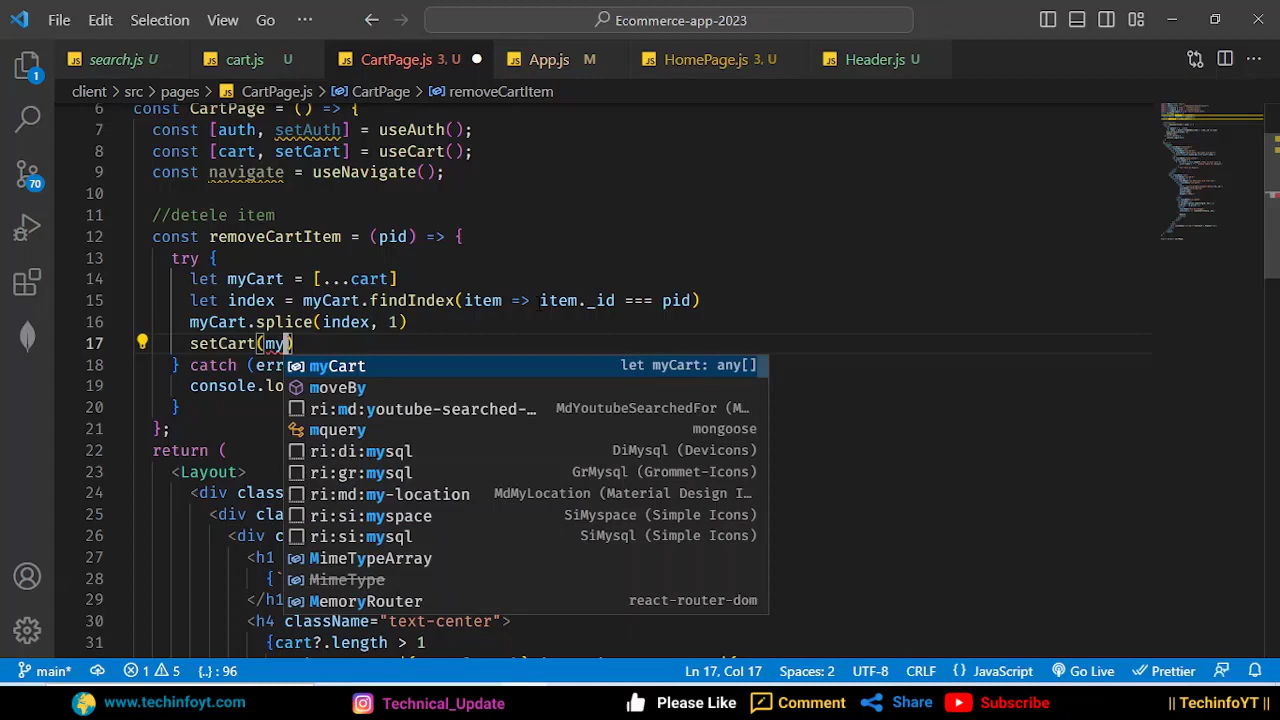 File Edit Selection View Go ··· Ecommerce-app-2023
JS search.js U JS cart.js U JS CartPage.js 3, U JS App.js M JS HomePage.js 3, U JS Header.js U ···
client > src > pages > JS CartPage.js > CartPage > removeCartItem
1
70
6 const CartPage = () => {
7 const [auth, setAuth] = useAuth();
8 const [cart, setCart] = useCart();
9 const navigate = useNavigate();
10
11 //detele item
12 const removeCartItem = (pid) => {
13 try {
14 let myCart = [...cart]
15 let index = myCart.findIndex(item => item._id === pid)
16 myCart.splice(index, 1)
17 setCart(my)
18 } catch (err
19 console.lo
20 }
21 };
22 return (
23 <Layout>
24 <div class
25 <div cla
26 <div c
27 <h1
28 {`
29 </h1
30 <h4 className="text-center">
31 {cart?.length > 1
myCart let myCart: any[]
moveBy
ri:md:youtube-searched-… MdYoutubeSearchedFor (M…
mquery mongoose
ri:di:mysql DiMysql (Devicons)
ri:gr:mysql GrMysql (Grommet-Icons)
ri:md:my-location MdMyLocation (Material Design I…
ri:si:myspace SiMyspace (Simple Icons)
ri:si:mysql SiMysql (Simple Icons)
MimeTypeArray
MimeType
MemoryRouter react-router-dom
main* 1 5 {..} : 96 Ln 17, Col 17 Spaces: 2 UTF-8 CRLF {} JavaScript Go Live Prettier
www.techinfoyt.com Technical_Update Please Like Comment Share Subscribe || TechinfoYT ||